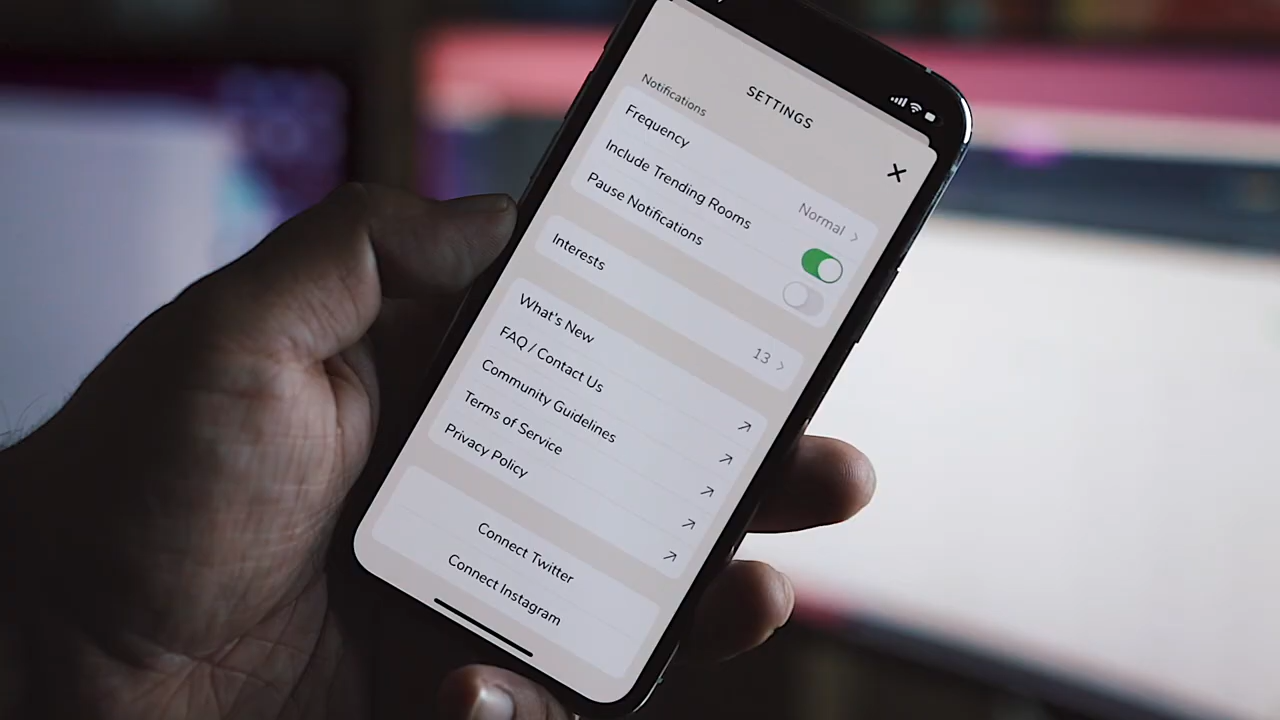 SETTINGS
Notifications
Frequency Normal
Include Trending Rooms
Pause Notifications
Interests 13
What's New
FAQ / Contact Us
Community Guidelines
Terms of Service
Privacy Policy
Connect Twitter
Connect Instagram